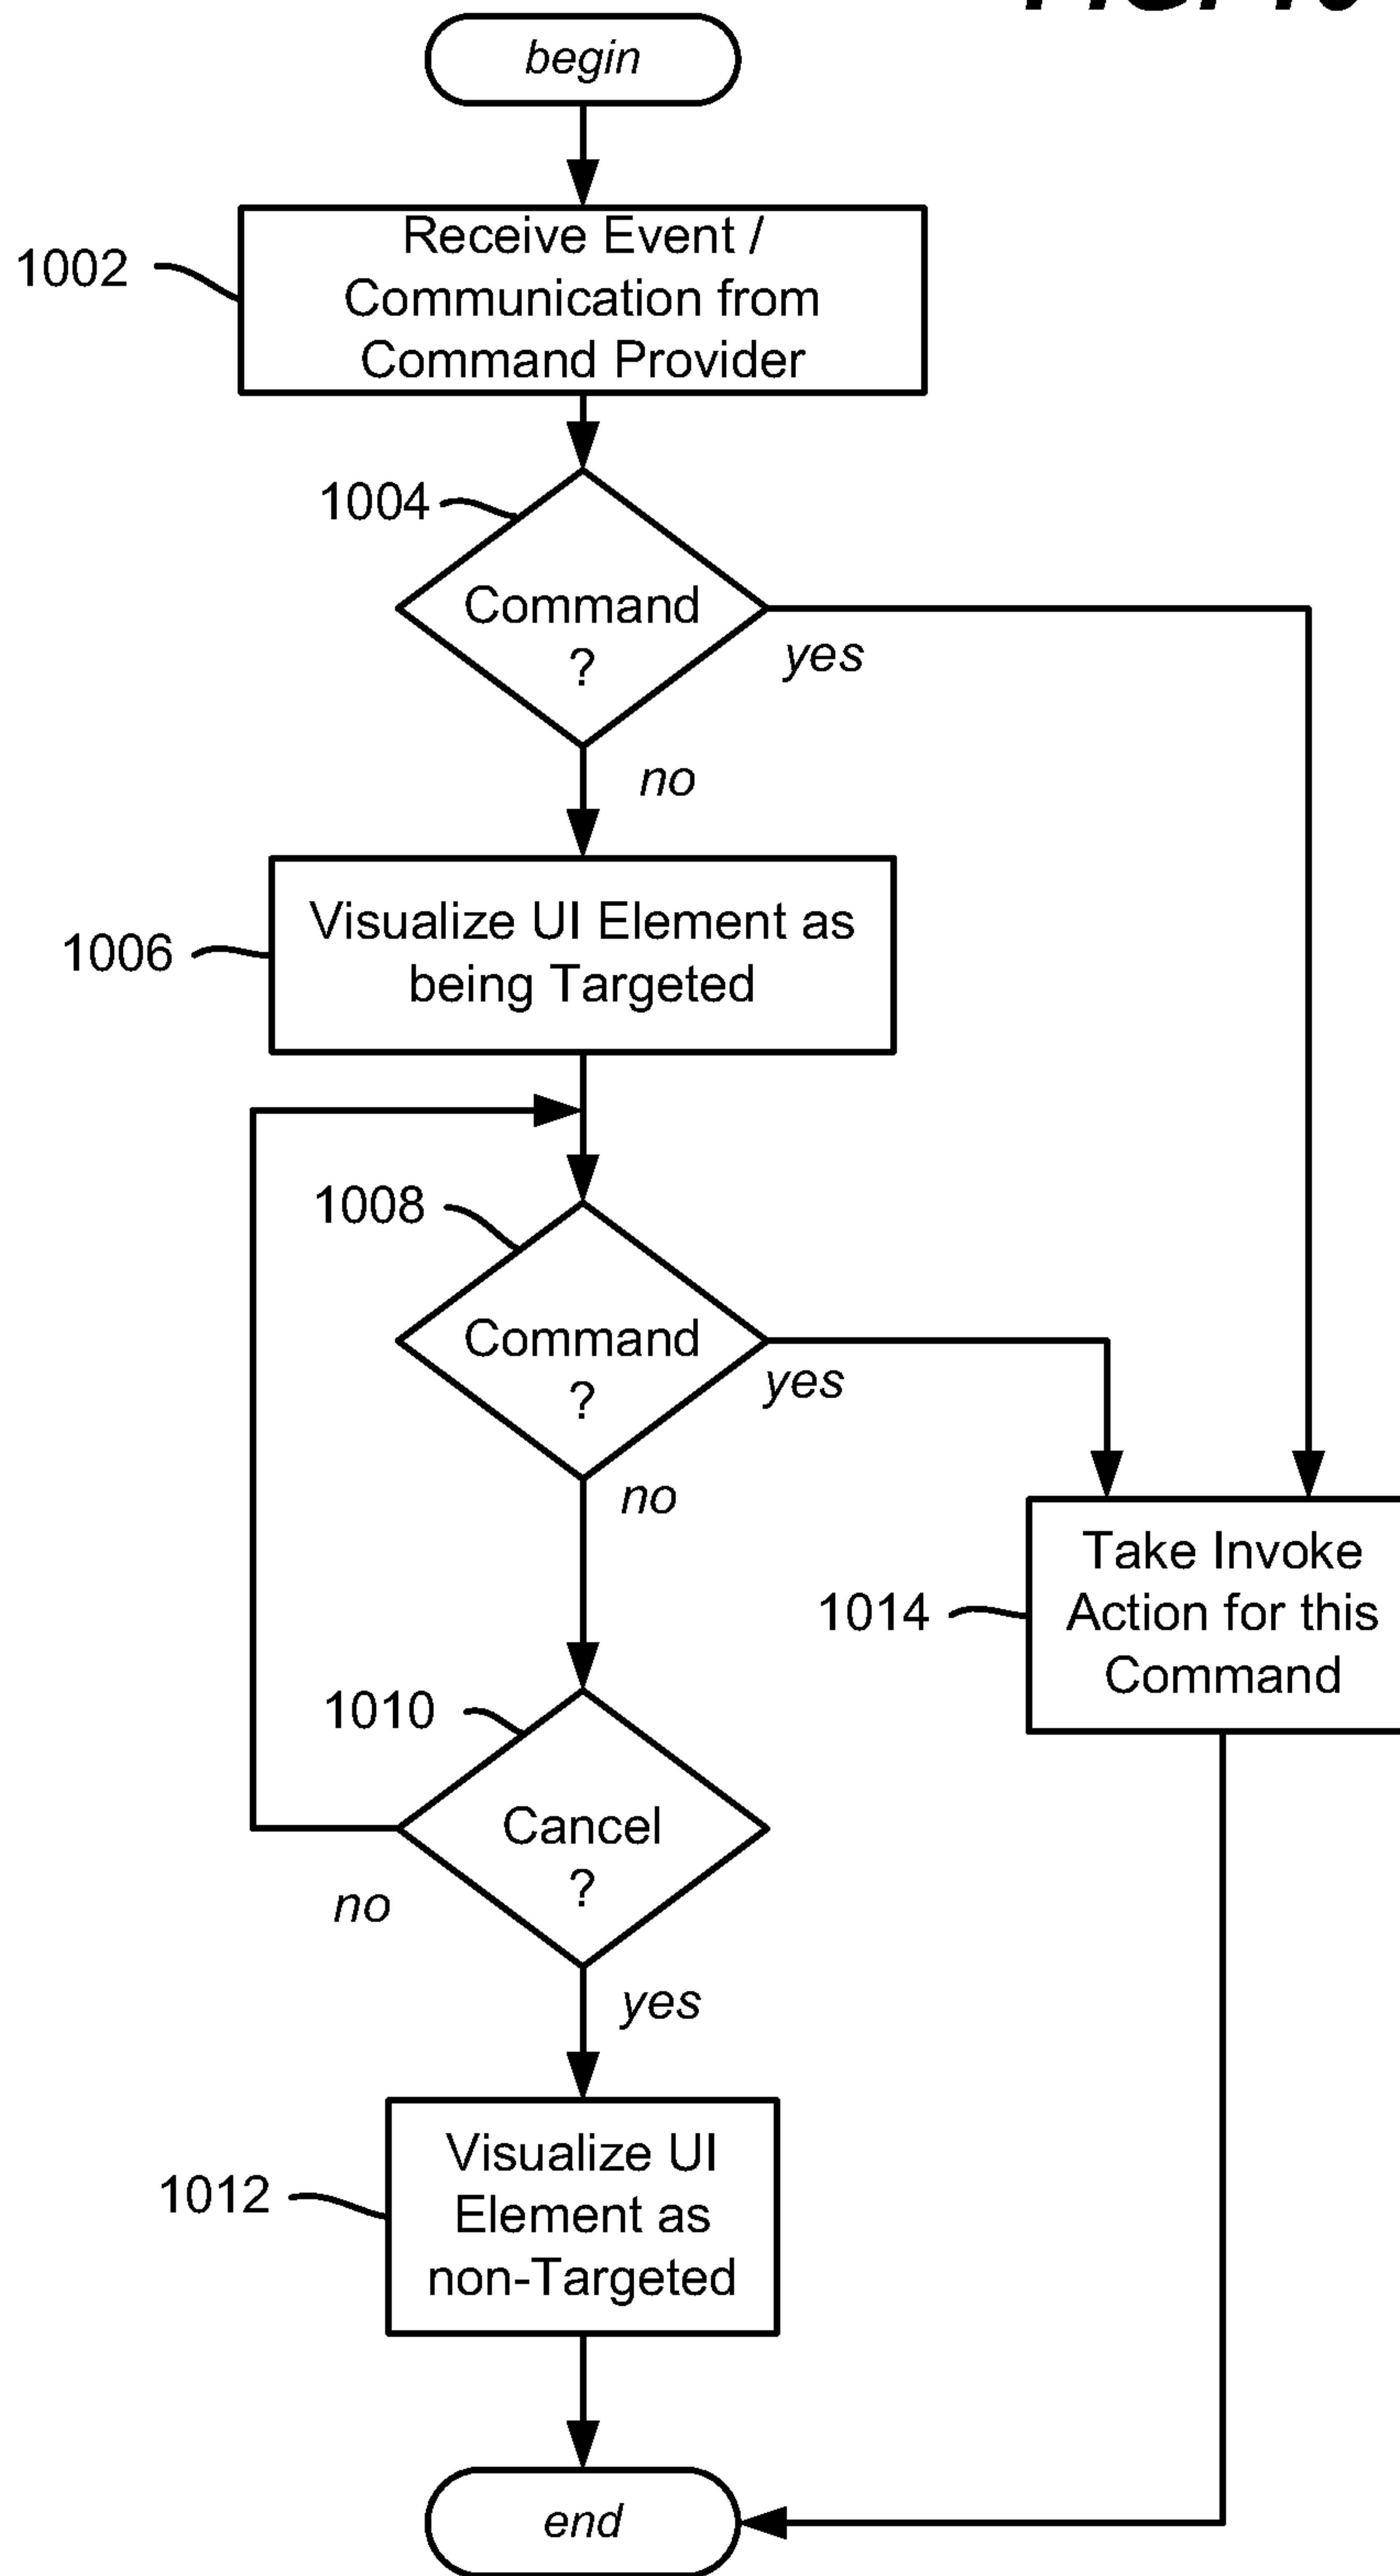 begin
1002
Receive Event /
Communication from
Command Provider
1004
Command
?
yes
no
1006
Visualize UI Element as
being Targeted
1008
Command
?
yes
no
1014
Take Invoke
Action for this
Command
1010
Cancel
?
no
yes
1012
Visualize UI
Element as
non-Targeted
end